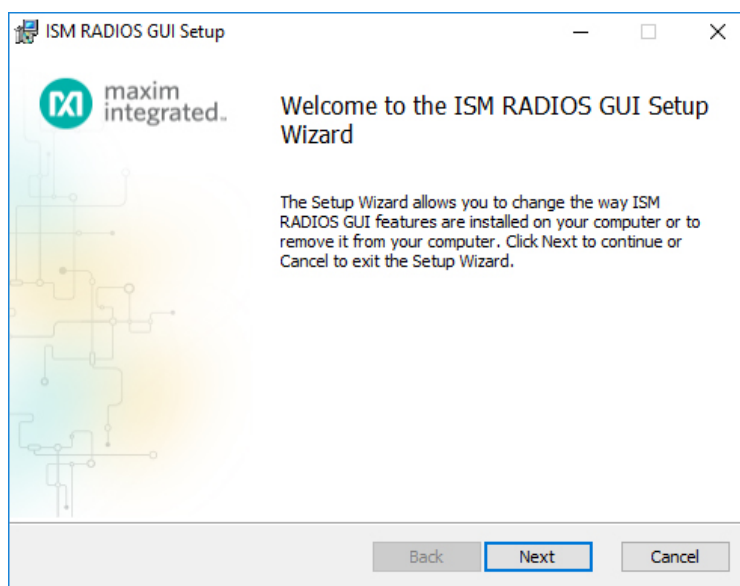 ISM RADIOS GUI Setup
maxim
integrated™
Welcome to the ISM RADIOS GUI Setup
Wizard
The Setup Wizard allows you to change the way ISM
RADIOS GUI features are installed on your computer or to
remove it from your computer. Click Next to continue or
Cancel to exit the Setup Wizard.
Back
Next
Cancel